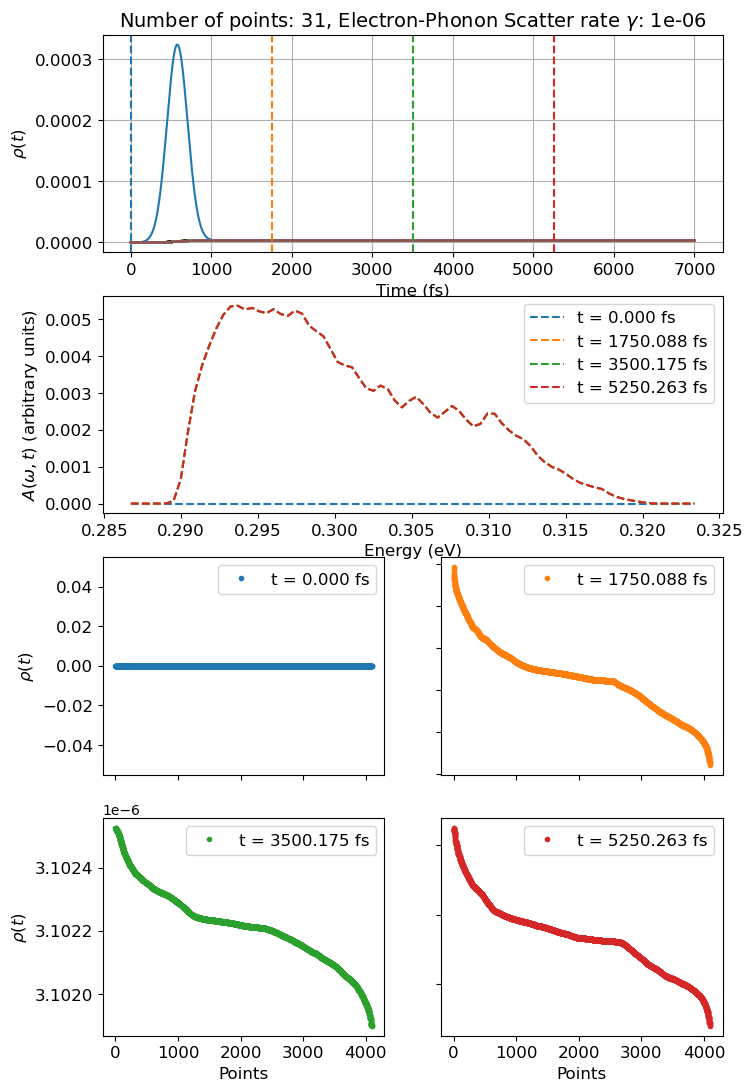 Number of points: 31, Electron-Phonon Scatter rate γ: 1e-06
0.0003
0.0002
0.0001
0.0000
ρ(t)
0 1000 2000 3000 4000 5000 6000 7000
Time (fs)
0.005
0.004
0.003
0.002
0.001
0.000
A(ω, t) (arbitrary units)
t = 0.000 fs
t = 1750.088 fs
t = 3500.175 fs
t = 5250.263 fs
0.285 0.290 0.295 0.300 0.305 0.310 0.315 0.320 0.325
Energy (eV)
0.04
0.02
0.00
−0.02
−0.04
ρ(t)
t = 0.000 fs
t = 1750.088 fs
1e−6
3.1024
3.1022
3.1020
ρ(t)
t = 3500.175 fs
t = 5250.263 fs
0 1000 2000 3000 4000
Points
0 1000 2000 3000 4000
Points